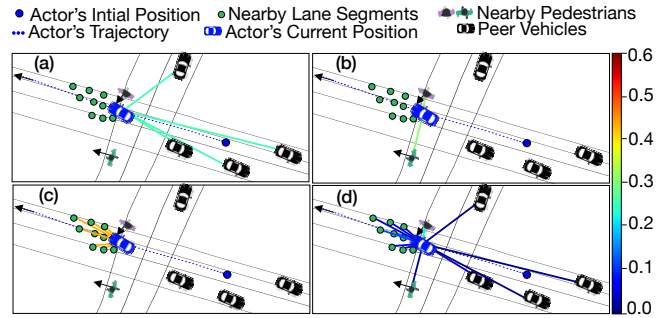 Actor's Intial Position Nearby Lane Segments Nearby Pedestrians
Actor's Trajectory Actor's Current Position Peer Vehicles
(a) (b) 0.6
0.5
0.4
0.3
(c) (d) 0.2
0.1
0.0